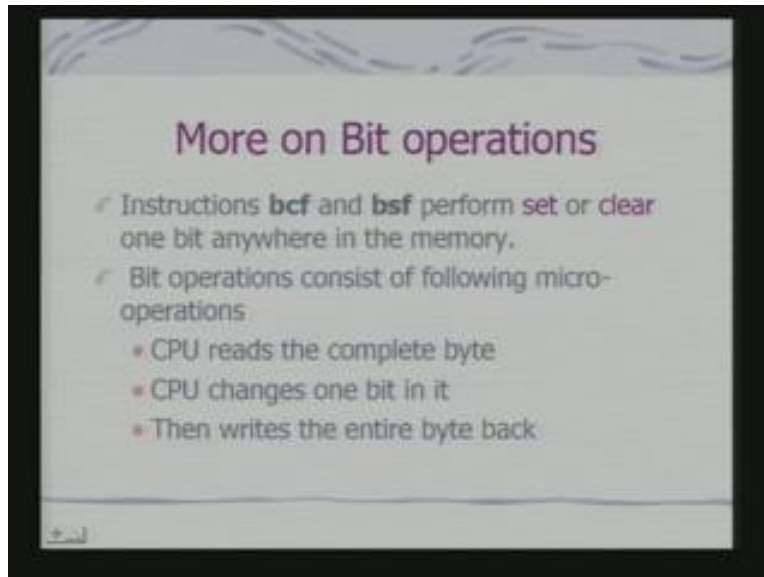 More on Bit operations
Instructions bcf and bsf perform set or clear
one bit anywhere in the memory.
Bit operations consist of following micro-
operations
CPU reads the complete byte
CPU changes one bit in it
Then writes the entire byte back